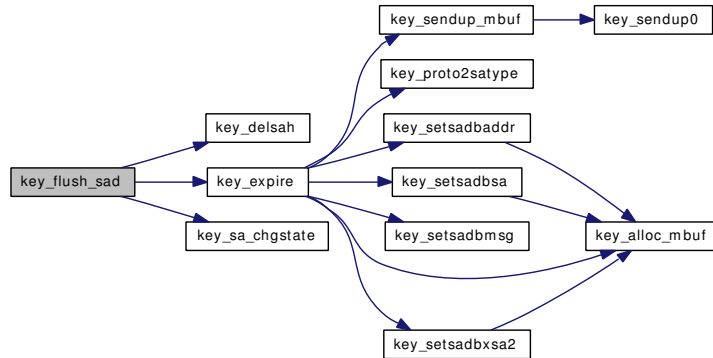 key_sendup_mbuf
key_sendup0
key_proto2satype
key_delsah
key_setsadbaddr
key_flush_sad
key_expire
key_setsadbsa
key_sa_chgstate
key_setsadbmsg
key_alloc_mbuf
key_setsadbxsa2